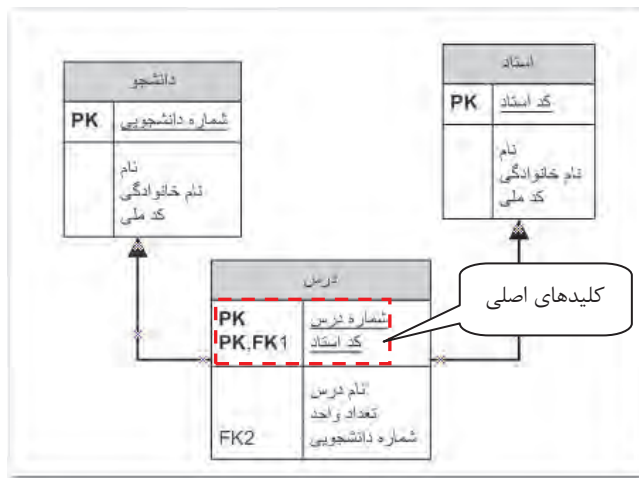 دانشجو
PK شماره دانشجویی
نام
نام خانوادگی
کد ملی
استاد
PK کد استاد
نام
نام خانوادگی
کد ملی
درس
PK شماره درس
PK,FK1 کد استاد
نام درس
تعداد واحد
FK2 شماره دانشجویی
کلیدهای اصلی